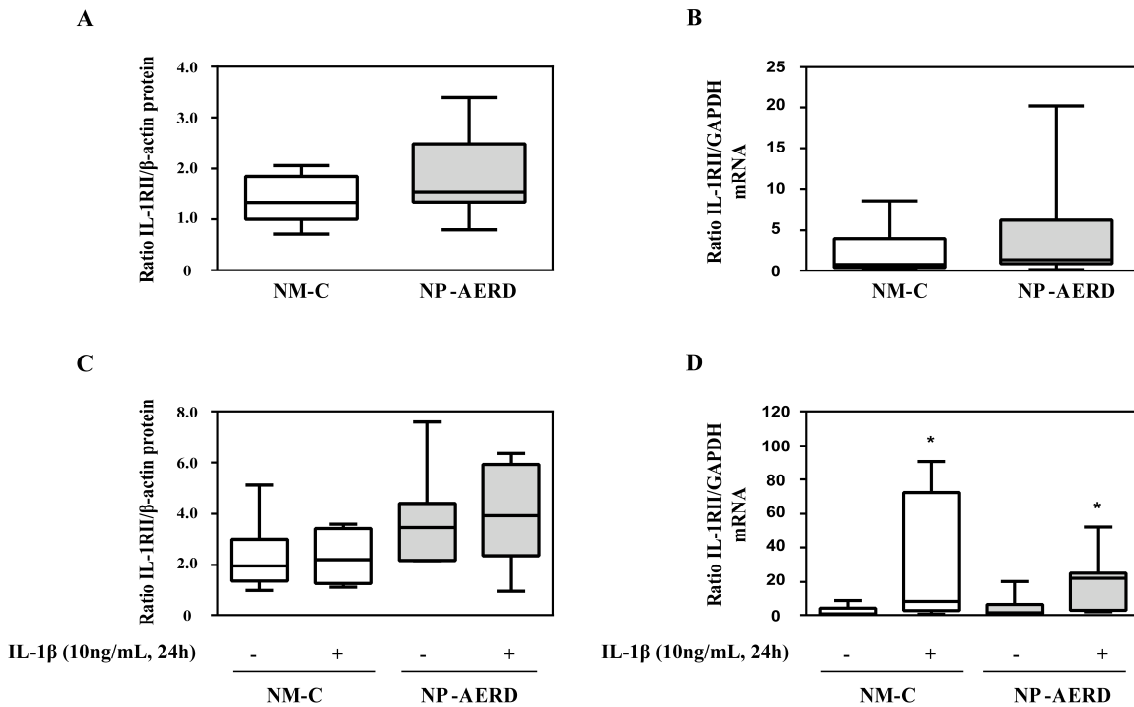 A
Ratio IL-1RII/β-actin protein
4.0
3.0
2.0
1.0
0
NM-C NP-AERD
B
Ratio IL-1RII/GAPDH
mRNA
25
20
15
10
5
0
NM-C NP-AERD
C
Ratio IL-1RII/β-actin protein
8.0
6.0
4.0
2.0
0
IL-1β (10ng/mL, 24h) - + - +
NM-C NP-AERD
D
Ratio IL-1RII/GAPDH
mRNA
120
100
80
60
40
20
0
*
*
IL-1β (10ng/mL, 24h) - + - +
NM-C NP-AERD